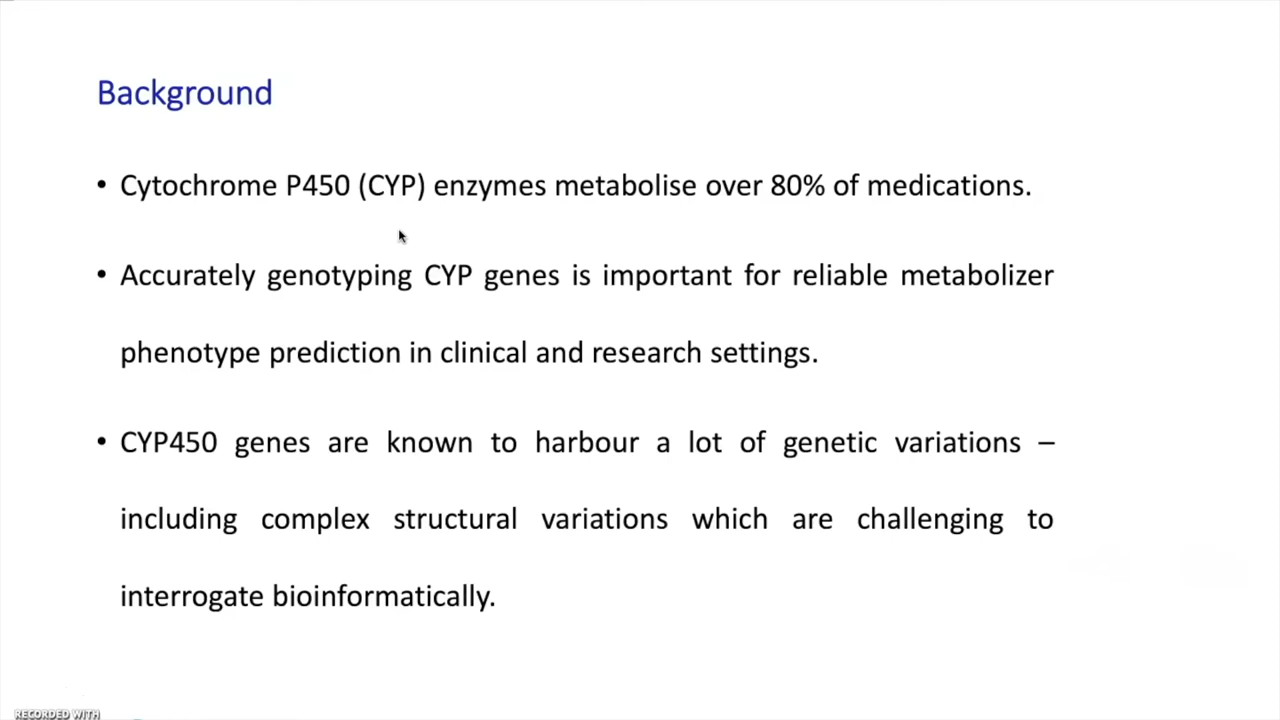 Background
• Cytochrome P450 (CYP) enzymes metabolise over 80% of medications.
• Accurately genotyping CYP genes is important for reliable metabolizer
phenotype prediction in clinical and research settings.
• CYP450 genes are known to harbour a lot of genetic variations –
including complex structural variations which are challenging to
interrogate bioinformatically.
RECORDED WITH